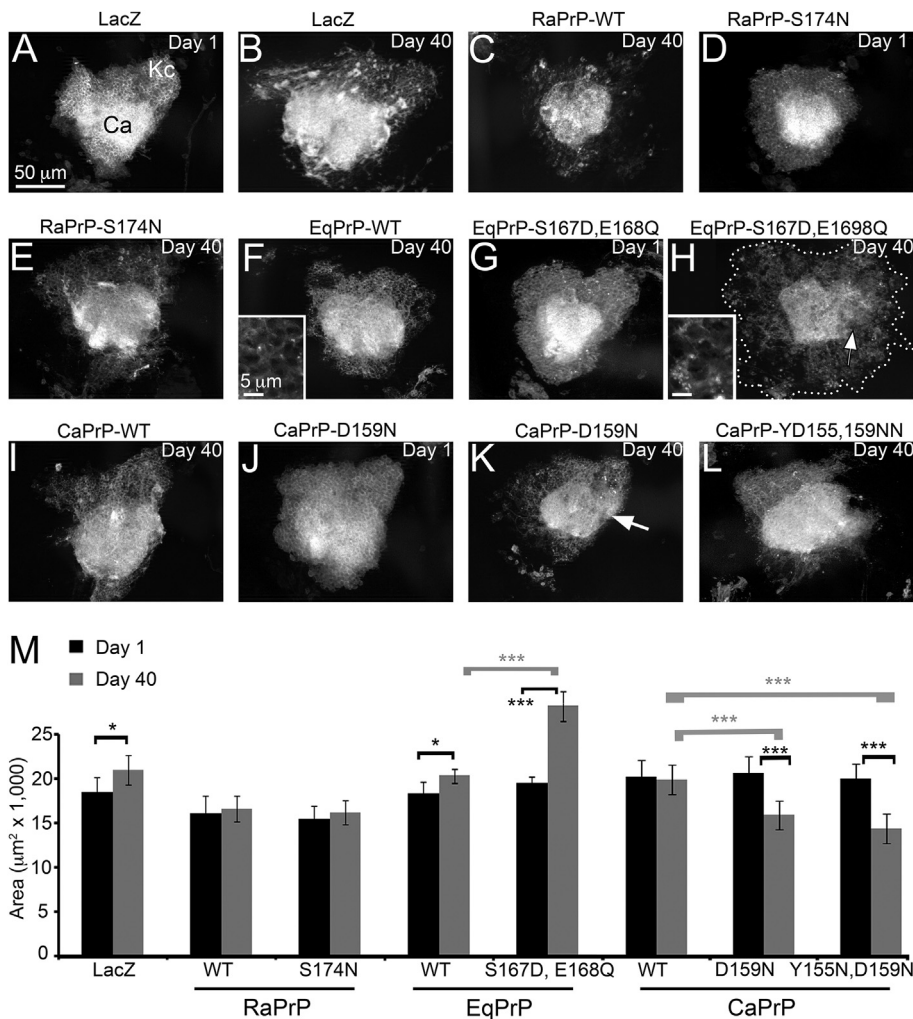 LacZ LacZ RaPrP-WT RaPrP-S174N
A Day 1 B Day 40 C Day 40 D Day 1
Kc
Ca
50 μm
RaPrP-S174N EqPrP-WT EqPrP-S167D,E168Q EqPrP-S167D,E1698Q
E Day 40 F Day 40 G Day 1 H Day 40
5 μm
CaPrP-WT CaPrP-D159N CaPrP-D159N CaPrP-YD155,159NN
I Day 40 J Day 1 K Day 40 L Day 40
M
Day 1
Day 40
*** ***
***
* * *** *** ***
Area (μm² x 1,000)
25
20
15
10
5
0
LacZ WT S174N WT S167D, E168Q WT D159N Y155N,D159N
RaPrP EqPrP CaPrP